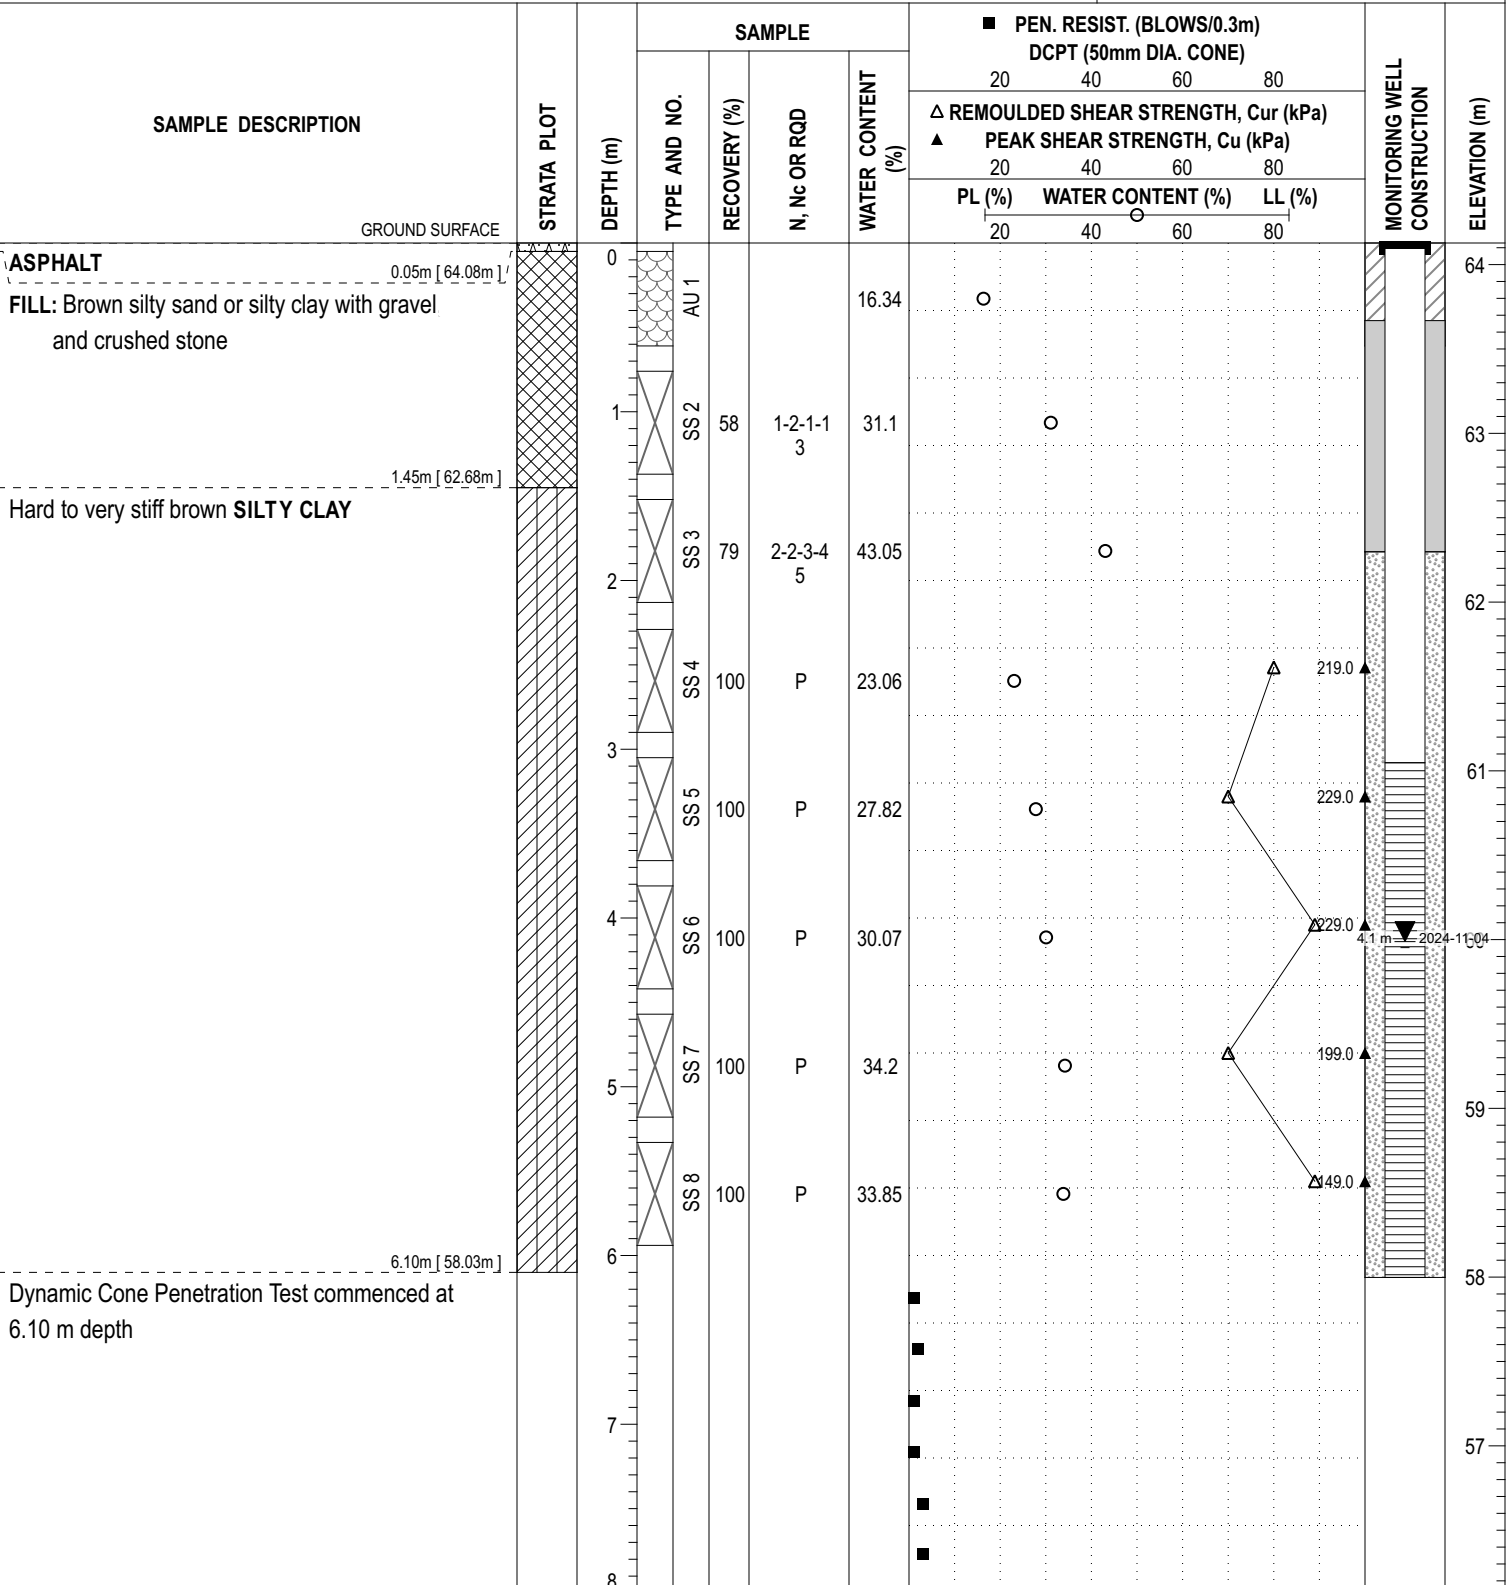 SAMPLE DESCRIPTION
GROUND SURFACE
STRATA PLOT
DEPTH (m)
SAMPLE
TYPE AND NO.
RECOVERY (%)
N, Nc OR RQD
WATER CONTENT
(%)
■ PEN. RESIST. (BLOWS/0.3m)
DCPT (50mm DIA. CONE)
20 40 60 80
△ REMOULDED SHEAR STRENGTH, Cur (kPa)
▲ PEAK SHEAR STRENGTH, Cu (kPa)
20 40 60 80
PL (%) WATER CONTENT (%) LL (%)
20 40 60 80
MONITORING WELL
CONSTRUCTION
ELEVATION (m)
ASPHALT
0.05m [ 64.08m ]
FILL: Brown silty sand or silty clay with gravel
and crushed stone
1.45m [ 62.68m ]
Hard to very stiff brown SILTY CLAY
6.10m [ 58.03m ]
Dynamic Cone Penetration Test commenced at
6.10 m depth
0
1
2
3
4
5
6
7
8
AU 1
16.34
SS 2
58
1-2-1-1
3
31.1
SS 3
79
2-2-3-4
5
43.05
SS 4
100
P
23.06
219.0
SS 5
100
P
27.82
229.0
SS 6
100
P
30.07
229.0
SS 7
100
P
34.2
199.0
SS 8
100
P
33.85
149.0
4.1 m
2024-11-04
64
63
62
61
60
59
58
57